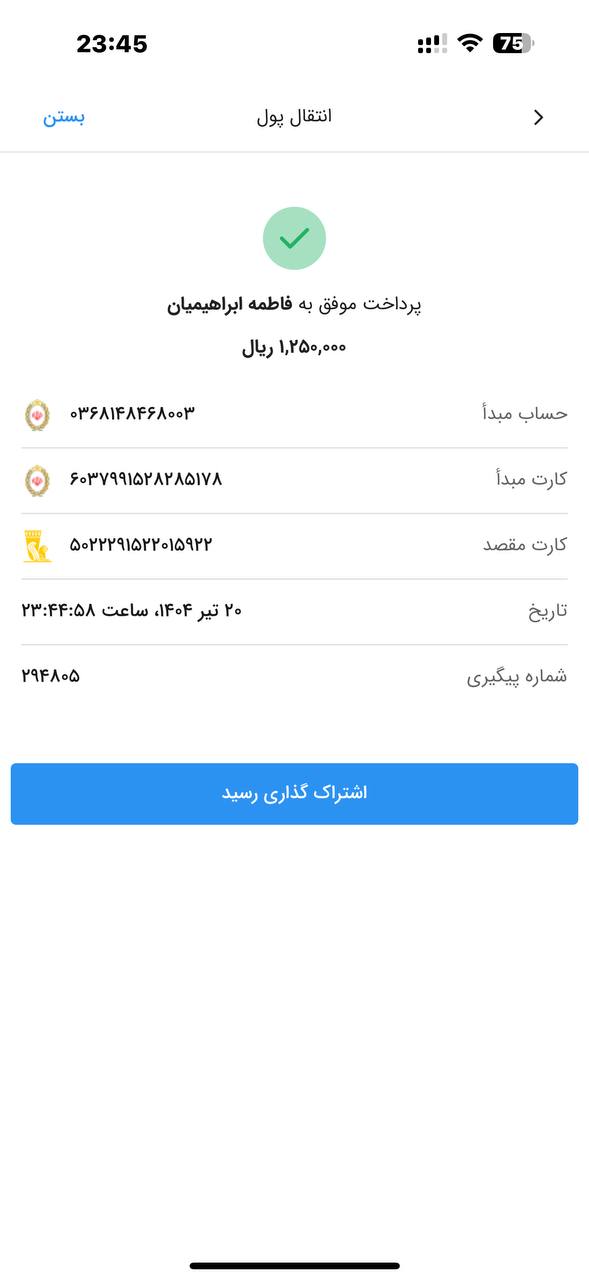 23:45
75
انتقال پول
بستن
پرداخت موفق به فاطمه ابراهیمیان
۱,۲۵۰,۰۰۰ ریال
حساب مبدأ ۰۳۶۸۱۴۸۴۶۸۰۰۳
کارت مبدأ ۶۰۳۷۹۹۱۵۲۸۲۸۵۱۷۸
کارت مقصد ۵۰۲۲۲۹۱۵۲۲۰۱۵۹۲۲
تاریخ ۲۰ تیر ۱۴۰۴، ساعت ۲۳:۴۴:۵۸
شماره پیگیری ۲۹۴۸۰۵
اشتراک گذاری رسید